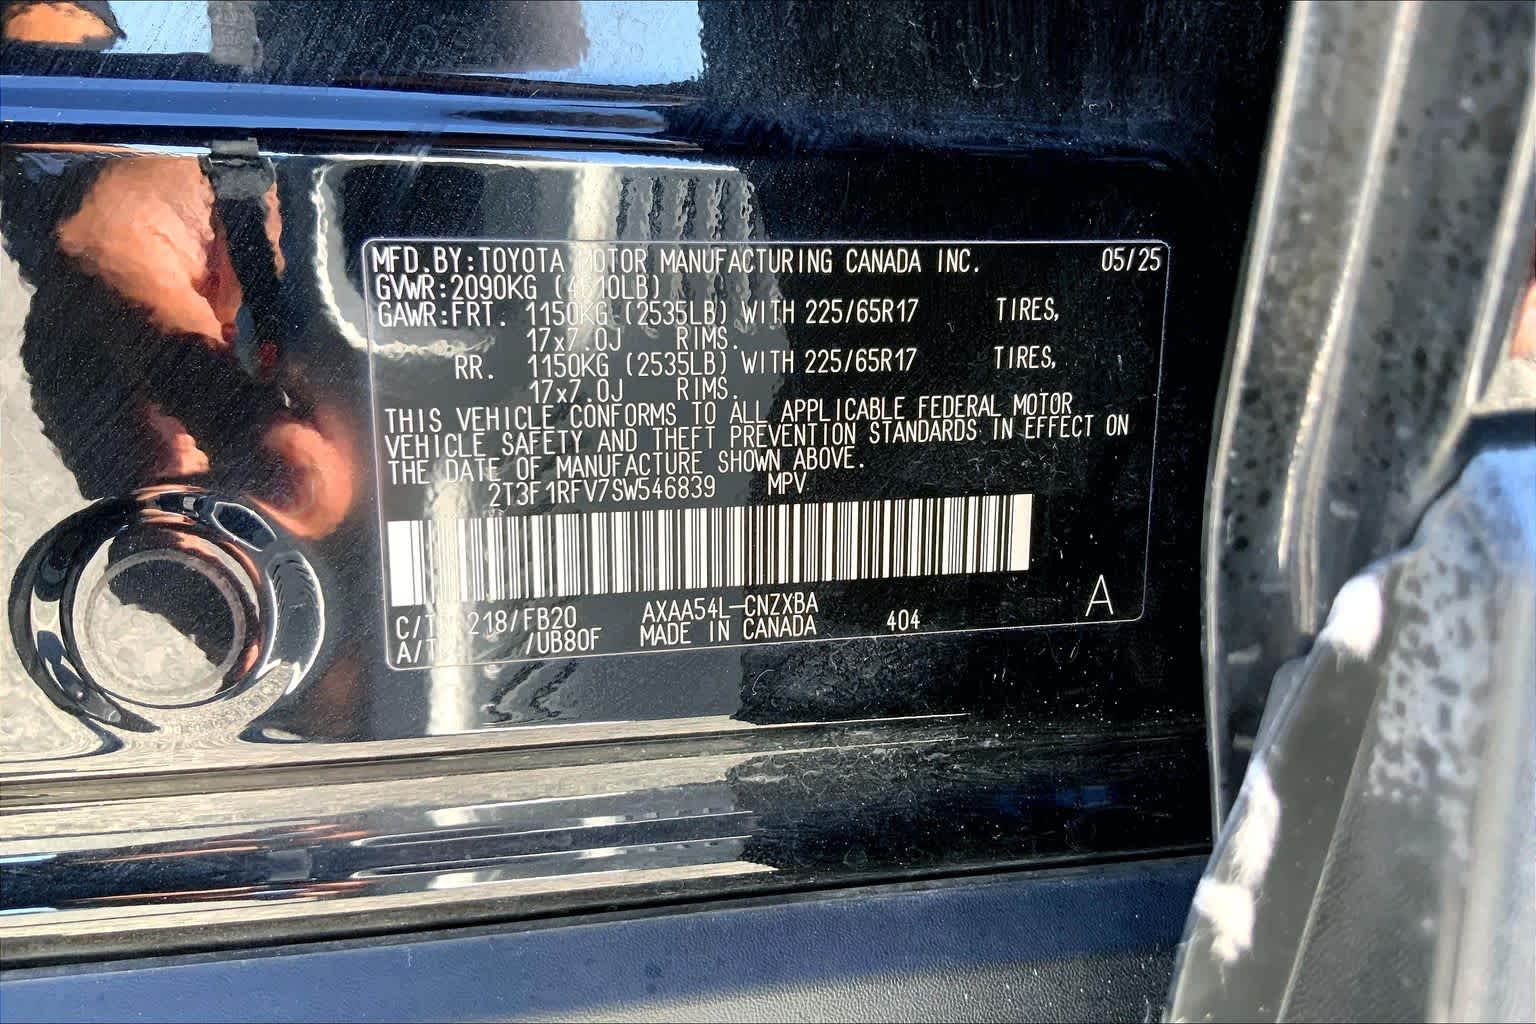 MFD.BY:TOYOTA MOTOR MANUFACTURING CANADA INC. 05/25
GVWR:2090KG
GAWR:FRT. 1150KG (2535LB) WITH 225/65R17 TIRES,
17x7.0J RIMS.
RR. 1150KG (2535LB) WITH 225/65R17 TIRES,
17x7.0J RIMS.
THIS VEHICLE CONFORMS TO ALL APPLICABLE FEDERAL MOTOR
VEHICLE SAFETY AND THEFT PREVENTION STANDARDS IN EFFECT ON
THE DATE OF MANUFACTURE SHOWN ABOVE.
2T3F1RFV7SW546839 MPV
C/T 218/FB20 AXAA54L-CNZXBA
A/T /UB80F MADE IN CANADA 404 A